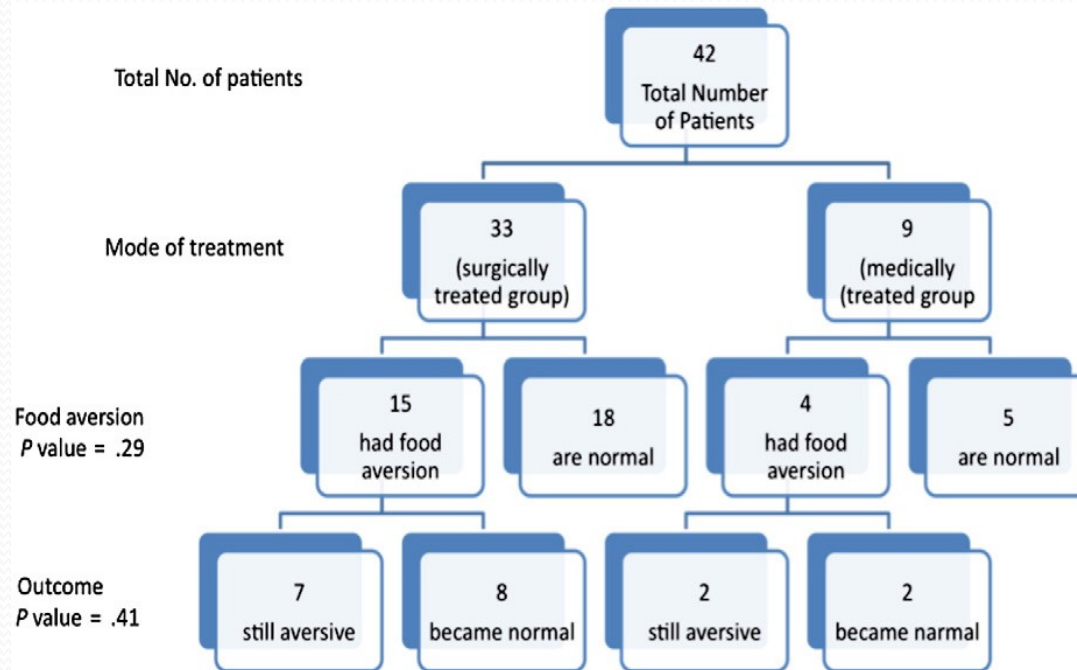 Total No. of patients
42
Total Number
of Patients
Mode of treatment
33
(surgically
treated group)
9
(medically
(treated group
Food aversion
P value = .29
15
had food
aversion
18
are normal
4
had food
aversion
5
are normal
Outcome
P value = .41
7
still aversive
8
became normal
2
still aversive
2
became narmal